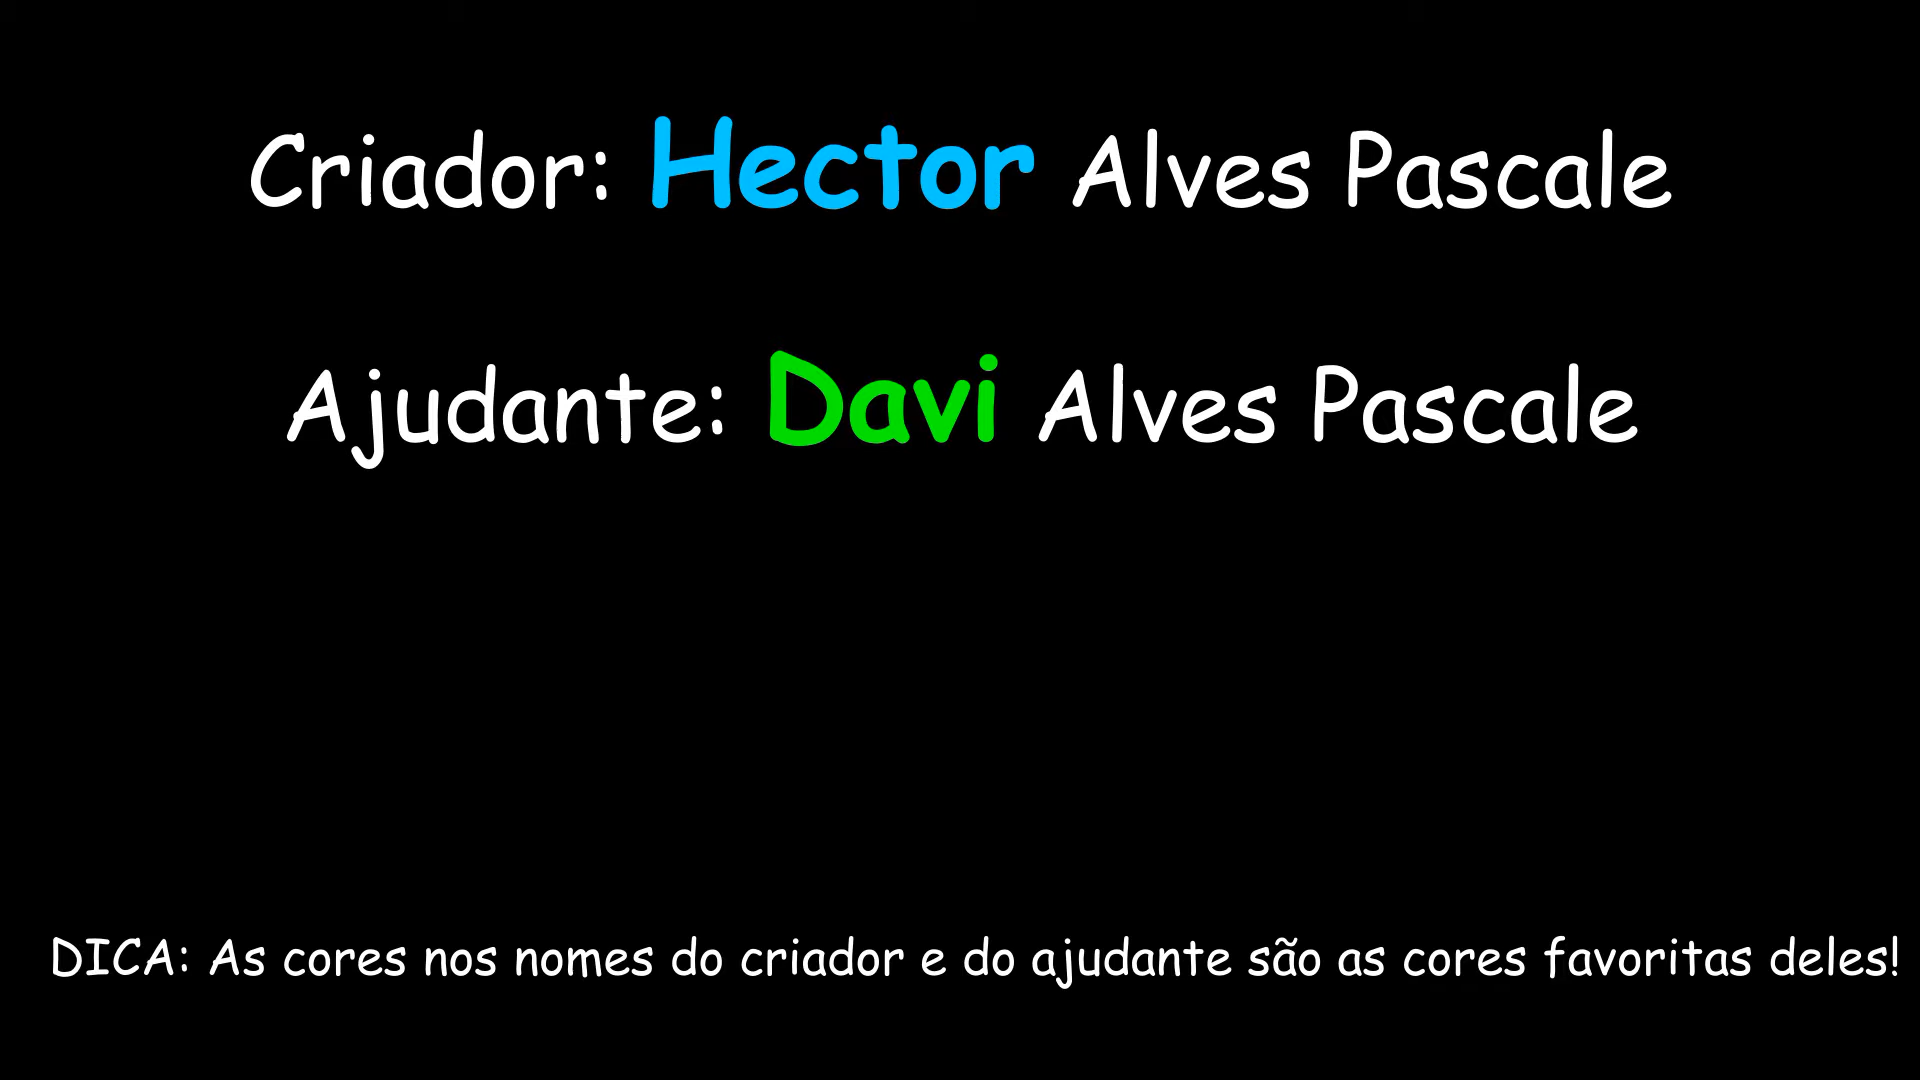 Criador: Hector Alves Pascale
Ajudante: Davi Alves Pascale
DICA: As cores nos nomes do criador e do ajudante são as cores favoritas deles!